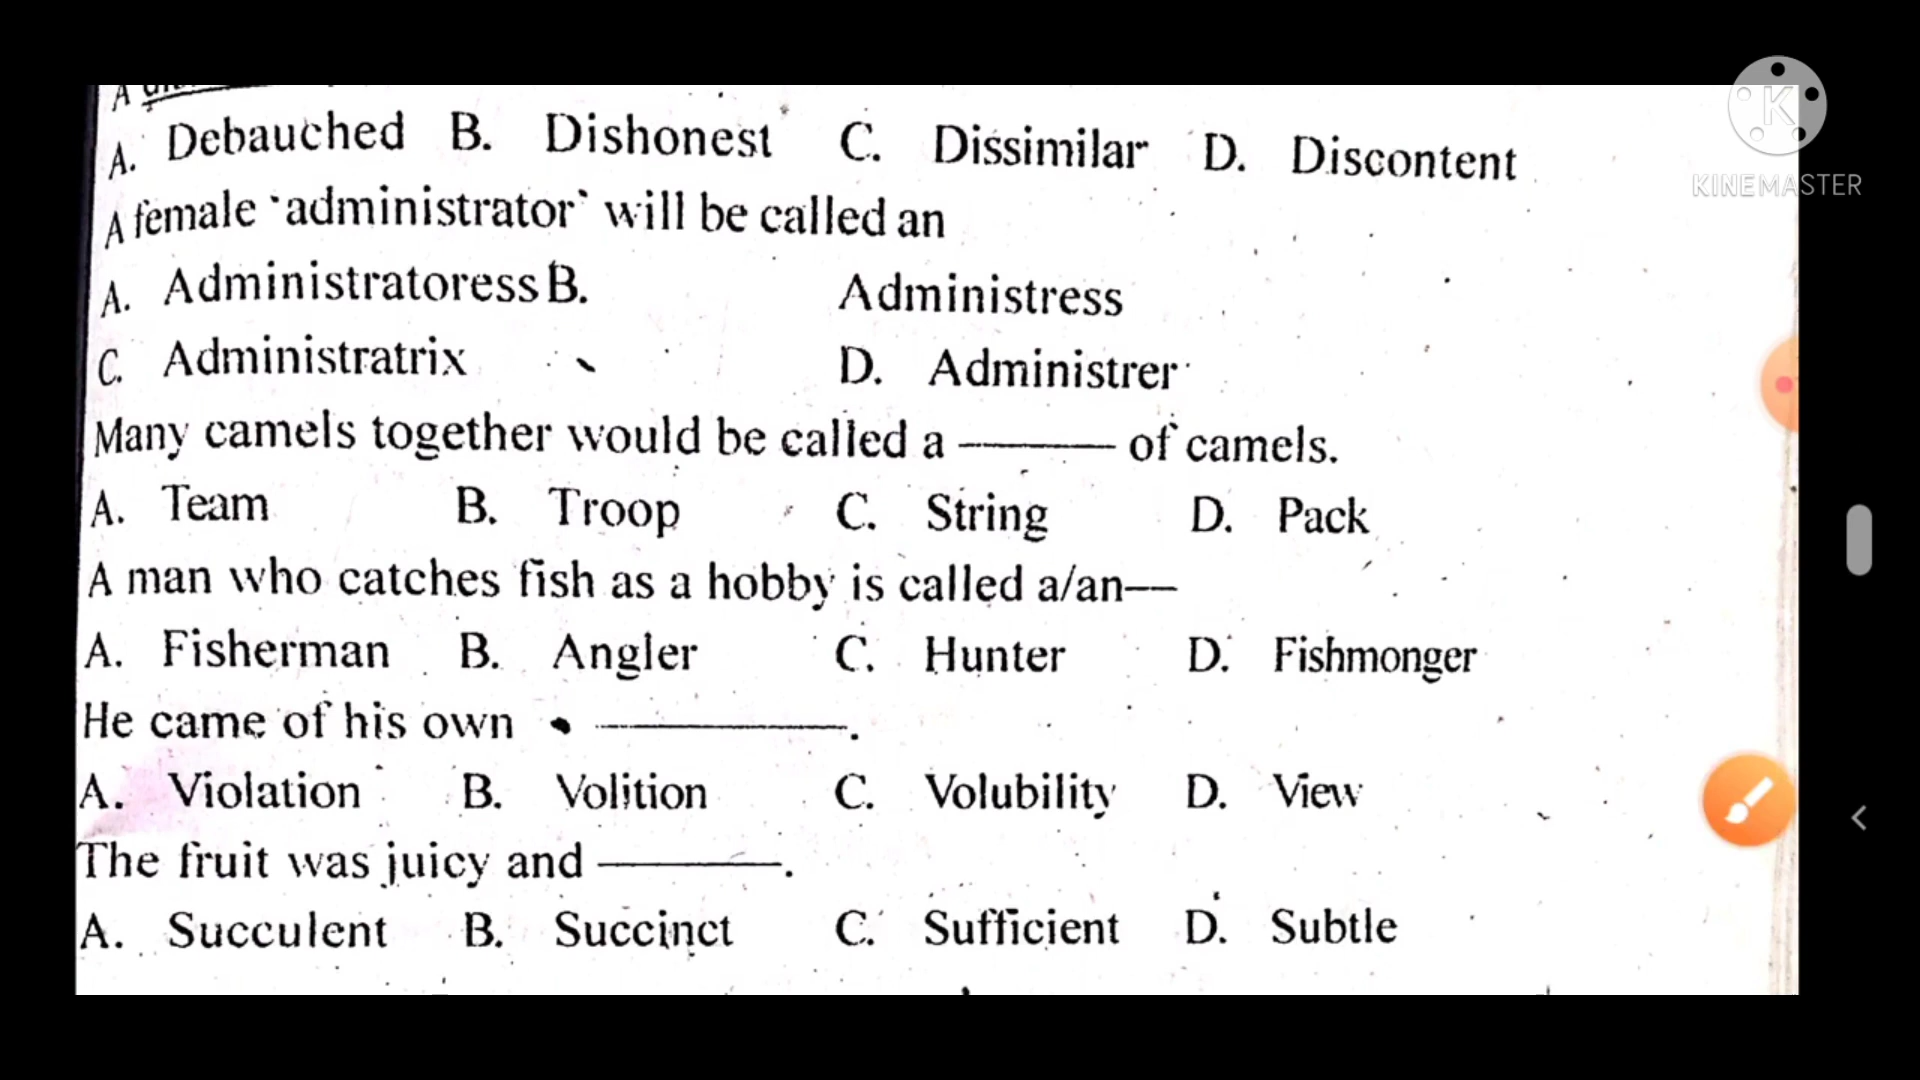 A
A. Debauched B. Dishonest C. Dissimilar D. Discontent
A female 'administrator' will be called an
A. Administratoress B. Administress
C. Administratrix D. Administrer
Many camels together would be called a ——— of camels.
A. Team B. Troop C. String D. Pack
A man who catches fish as a hobby is called a/an—
A. Fisherman B. Angler C. Hunter D. Fishmonger
He came of his own ———.
A. Violation B. Volition C. Volubility D. View
The fruit was juicy and ———.
A. Succulent B. Succinct C. Sufficient D. Subtle
K
KINEMASTER